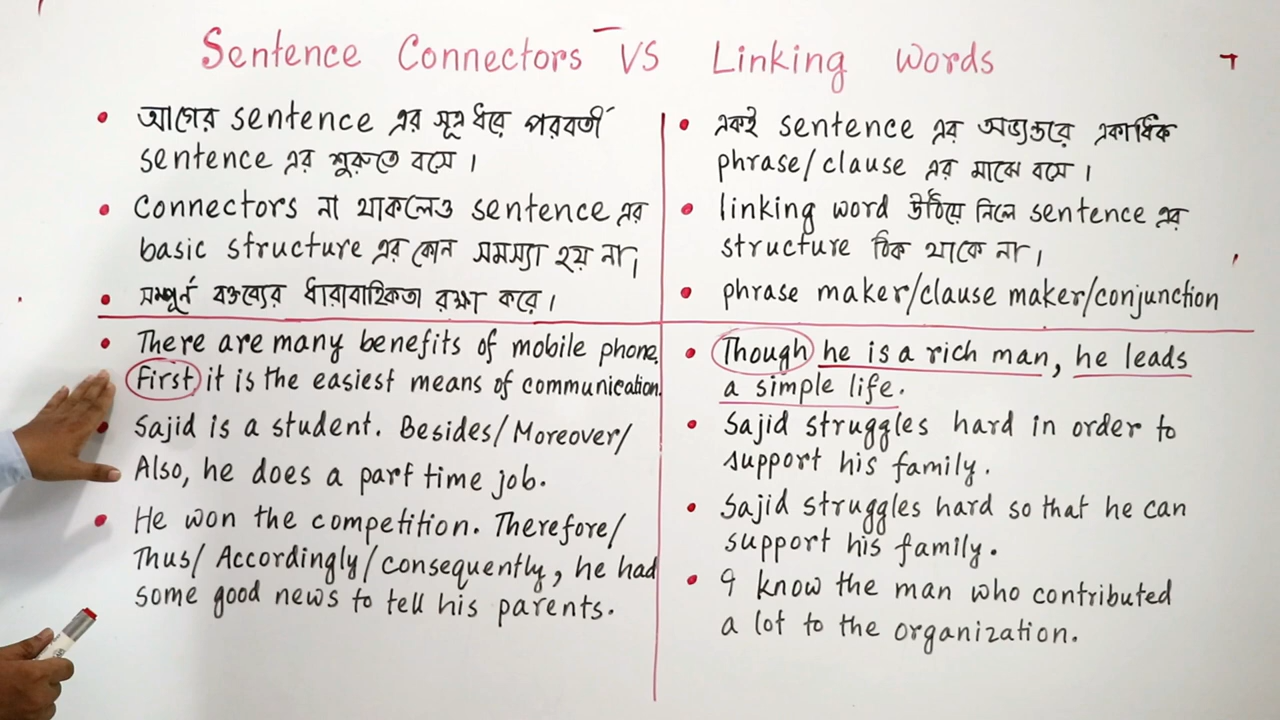 Sentence Connectors VS Linking Words
• আগের sentence এর সূত্র ধরে পরবর্তী
sentence এর শুরুতে বসে।
• Connectors না থাকলেও sentence এর
basic structure এর কোন সমস্যা হয় না।
• সম্পূর্ন বক্তব্যের ধারাবাহিকতা রক্ষা করে।
• There are many benefits of mobile phone.
First it is the easiest means of communication.
• Sajid is a student. Besides/Moreover/
Also, he does a part time job.
• He won the competition. Therefore/
Thus/Accordingly/consequently, he had
some good news to tell his parents.
• একই sentence এর অভ্যন্তরে একাধিক
phrase/clause এর মাঝে বসে।
• linking word উঠিয়ে নিলে sentence এর
structure ঠিক থাকে না।
• phrase maker/clause maker/conjunction
• Though he is a rich man, he leads
a simple life.
• Sajid struggles hard in order to
support his family.
• Sajid struggles hard so that he can
support his family.
• I know the man who contributed
a lot to the organization.